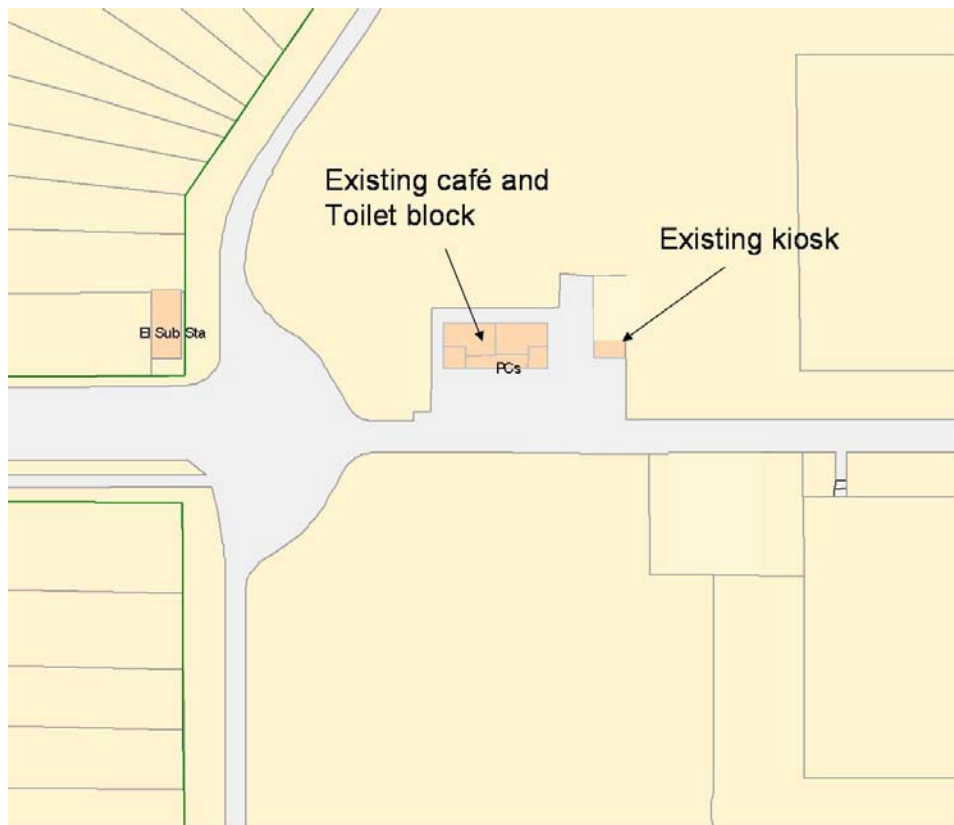 Existing café and
Toilet block
Existing kiosk
El Sub Sta
PCs